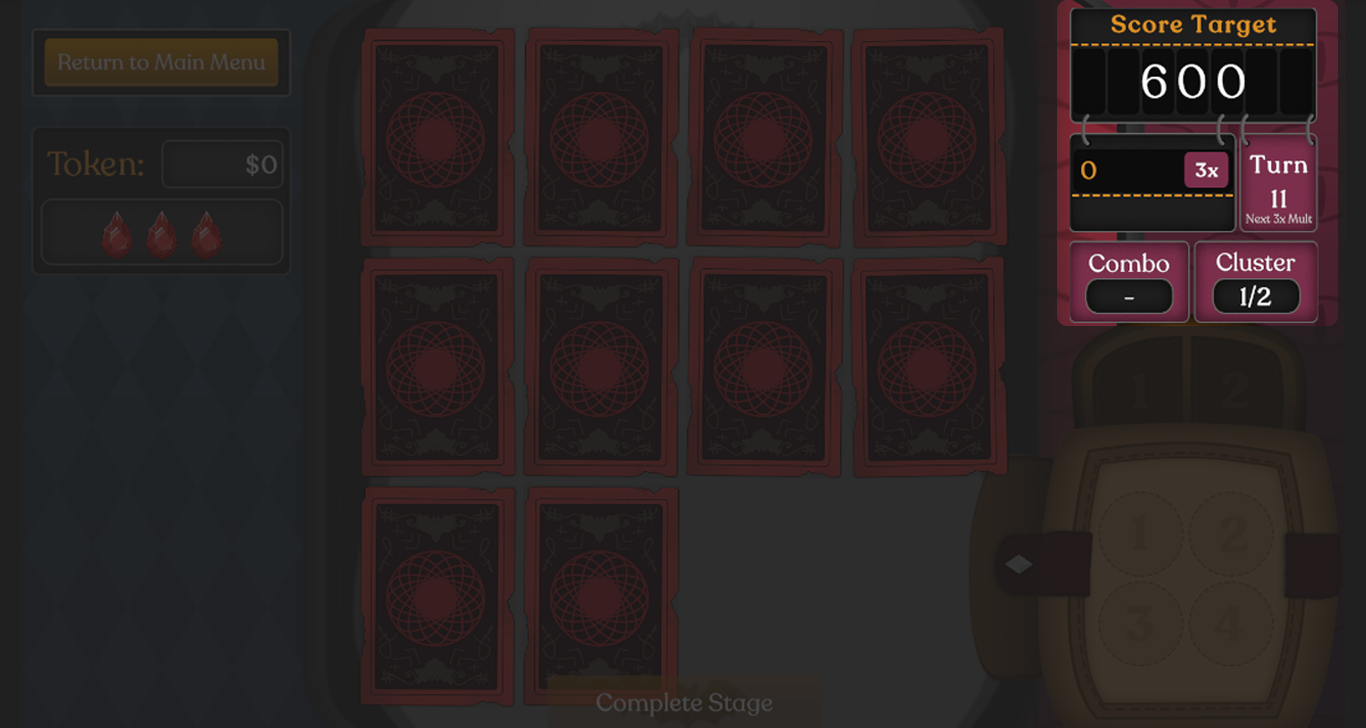 Return to Main Menu
Token: $0
Score Target
600
0 3x
Turn
11
Next 3x Mult
Combo
-
Cluster
1/2
1 2
1 2
3 4
Complete Stage